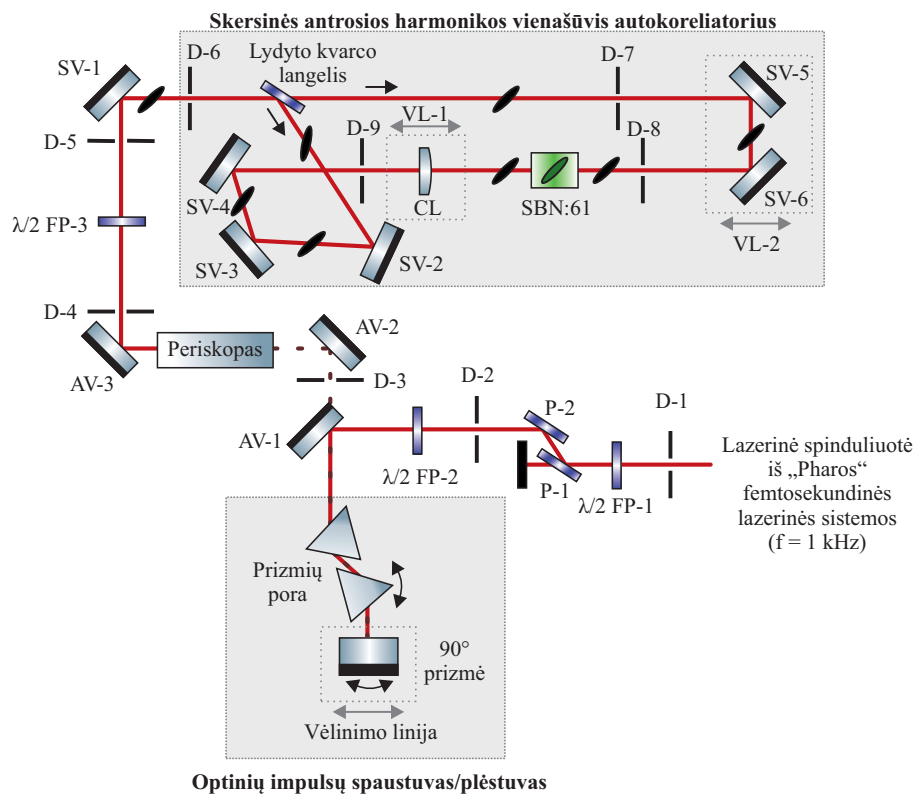 Skersinės antrosios harmonikos vienašūvis autokoreliatorius
D-6
Lydyto kvarco
langelis
D-7
SV-1
SV-5
D-5
D-9
VL-1
D-8
SV-4
CL
SBN:61
SV-6
λ/2 FP-3
SV-3
SV-2
VL-2
D-4
AV-2
Periskopas
AV-3
D-3
D-2
P-2
D-1
AV-1
λ/2 FP-2
P-1
λ/2 FP-1
Lazerinė spinduliuotė
iš „Pharos“
femtosekundinės
lazerinės sistemos
(f = 1 kHz)
Prizmių
pora
90°
prizmė
Vėlinimo linija
Optinių impulsų spaustuvas/plėstuvas